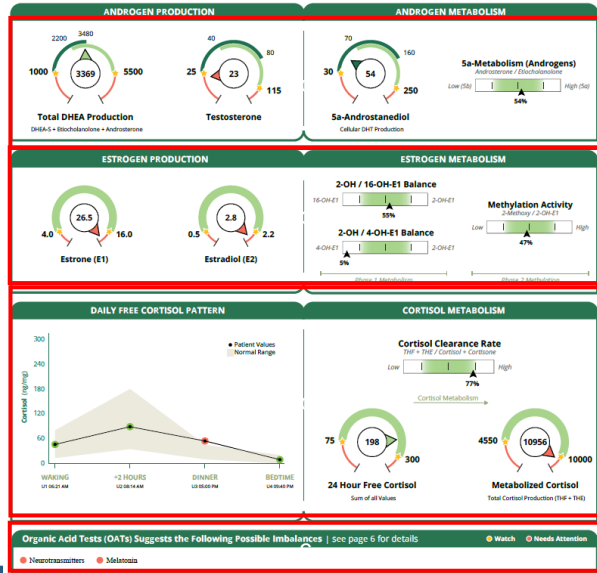 ANDROGEN PRODUCTION
ANDROGEN METABOLISM
3480
2200
1000
5500
3369
Total DHEA Production
DHEA-S + Etiocholanolone + Androsterone
40
80
25
115
23
Testosterone
70
160
30
250
54
5a-Androstanediol
Cellular DHT Production
5a-Metabolism (Androgens)
Androsterone / Etiocholanolone
Low (5b)
High (5a)
54%
ESTROGEN PRODUCTION
ESTROGEN METABOLISM
26.5
4.0
16.0
Estrone (E1)
2.8
0.5
2.2
Estradiol (E2)
2-OH / 16-OH-E1 Balance
16-OH-E1
2-OH-E1
55%
2-OH / 4-OH-E1 Balance
4-OH-E1
2-OH-E1
5%
Phase 1 Metabolism
Methylation Activity
2-Methoxy / 2-OH-E1
Low
High
47%
Phase 2 Methylation
DAILY FREE CORTISOL PATTERN
CORTISOL METABOLISM
Patient Values
Normal Range
Cortisol (ng/mg)
300
240
180
120
60
0
WAKING
+2 HOURS
DINNER
BEDTIME
U1 06:21 AM
U2 08:14 AM
U3 05:00 PM
U4 09:40 PM
Cortisol Clearance Rate
THF + THE / Cortisol + Cortisone
Low
High
77%
Cortisol Metabolism
75
300
198
24 Hour Free Cortisol
Sum of all Values
4550
10000
10956
Metabolized Cortisol
Total Cortisol Production (THF + THE)
Organic Acid Tests (OATs) Suggests the Following Possible Imbalances | see page 6 for details
Watch
Needs Attention
Neurotransmitters
Melatonin